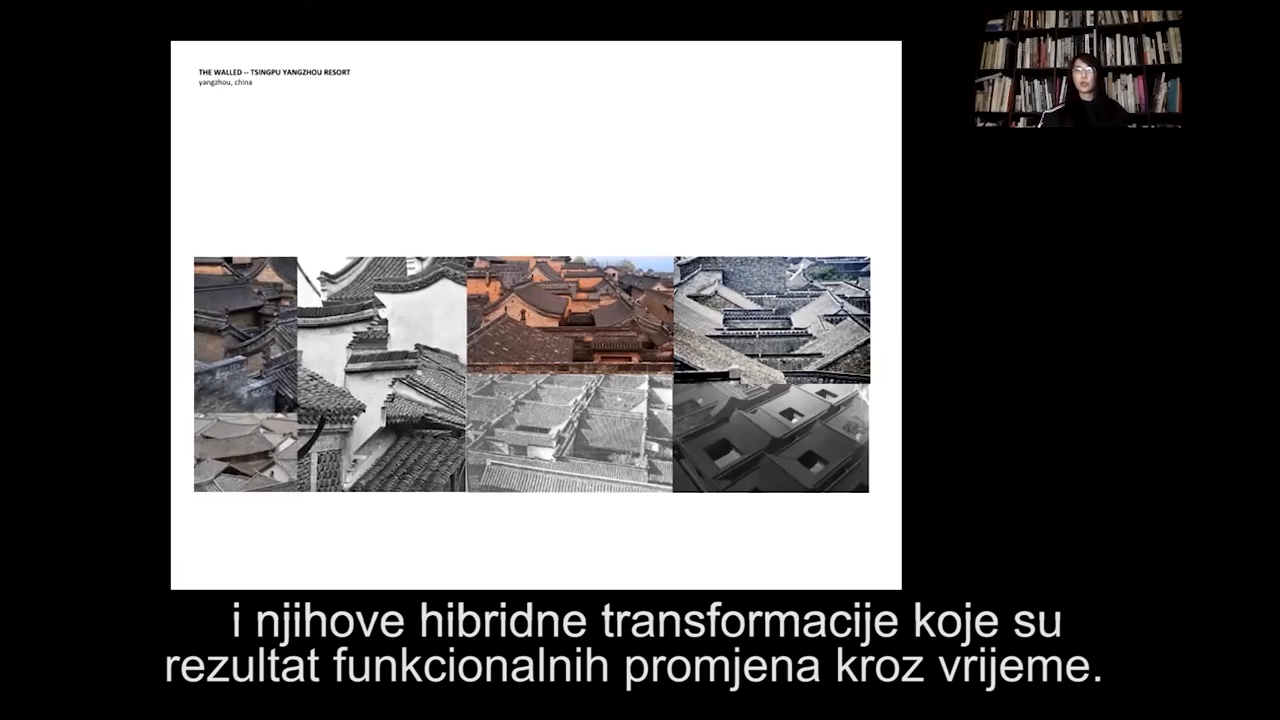 THE WALLED -- TSINGPU YANGZHOU RESORT
yangzhou, china
i njihove hibridne transformacije koje su
rezultat funkcionalnih promjena kroz vrijeme.